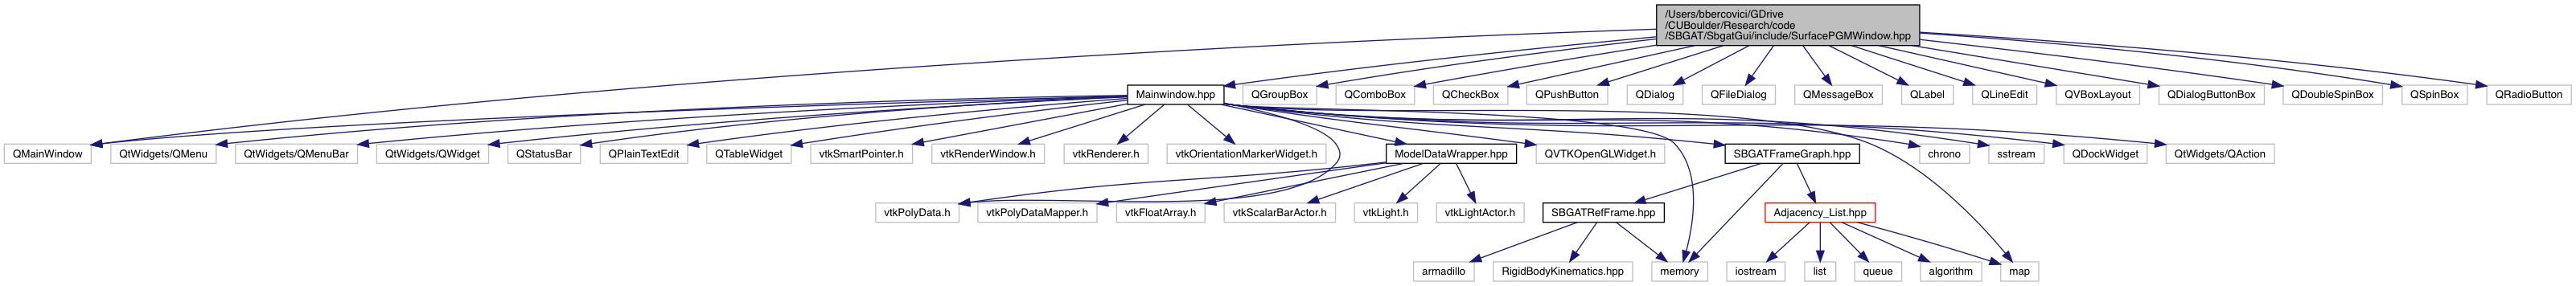 /Users/bbercovici/GDrive
/CUBoulder/Research/code
/SBGAT/SbgatGui/include/SurfacePGMWindow.hpp
Mainwindow.hpp
QGroupBox
QComboBox
QCheckBox
QPushButton
QDialog
QFileDialog
QMessageBox
QLabel
QLineEdit
QVBoxLayout
QDialogButtonBox
QDoubleSpinBox
QSpinBox
QRadioButton
QMainWindow
QtWidgets/QMenu
QtWidgets/QMenuBar
QtWidgets/QWidget
QStatusBar
QPlainTextEdit
QTableWidget
vtkSmartPointer.h
vtkRenderWindow.h
vtkRenderer.h
vtkOrientationMarkerWidget.h
ModelDataWrapper.hpp
QVTKOpenGLWidget.h
SBGATFrameGraph.hpp
chrono
sstream
QDockWidget
QtWidgets/QAction
vtkPolyData.h
vtkPolyDataMapper.h
vtkFloatArray.h
vtkScalarBarActor.h
vtkLight.h
vtkLightActor.h
SBGATRefFrame.hpp
Adjacency_List.hpp
armadillo
RigidBodyKinematics.hpp
memory
iostream
list
queue
algorithm
map